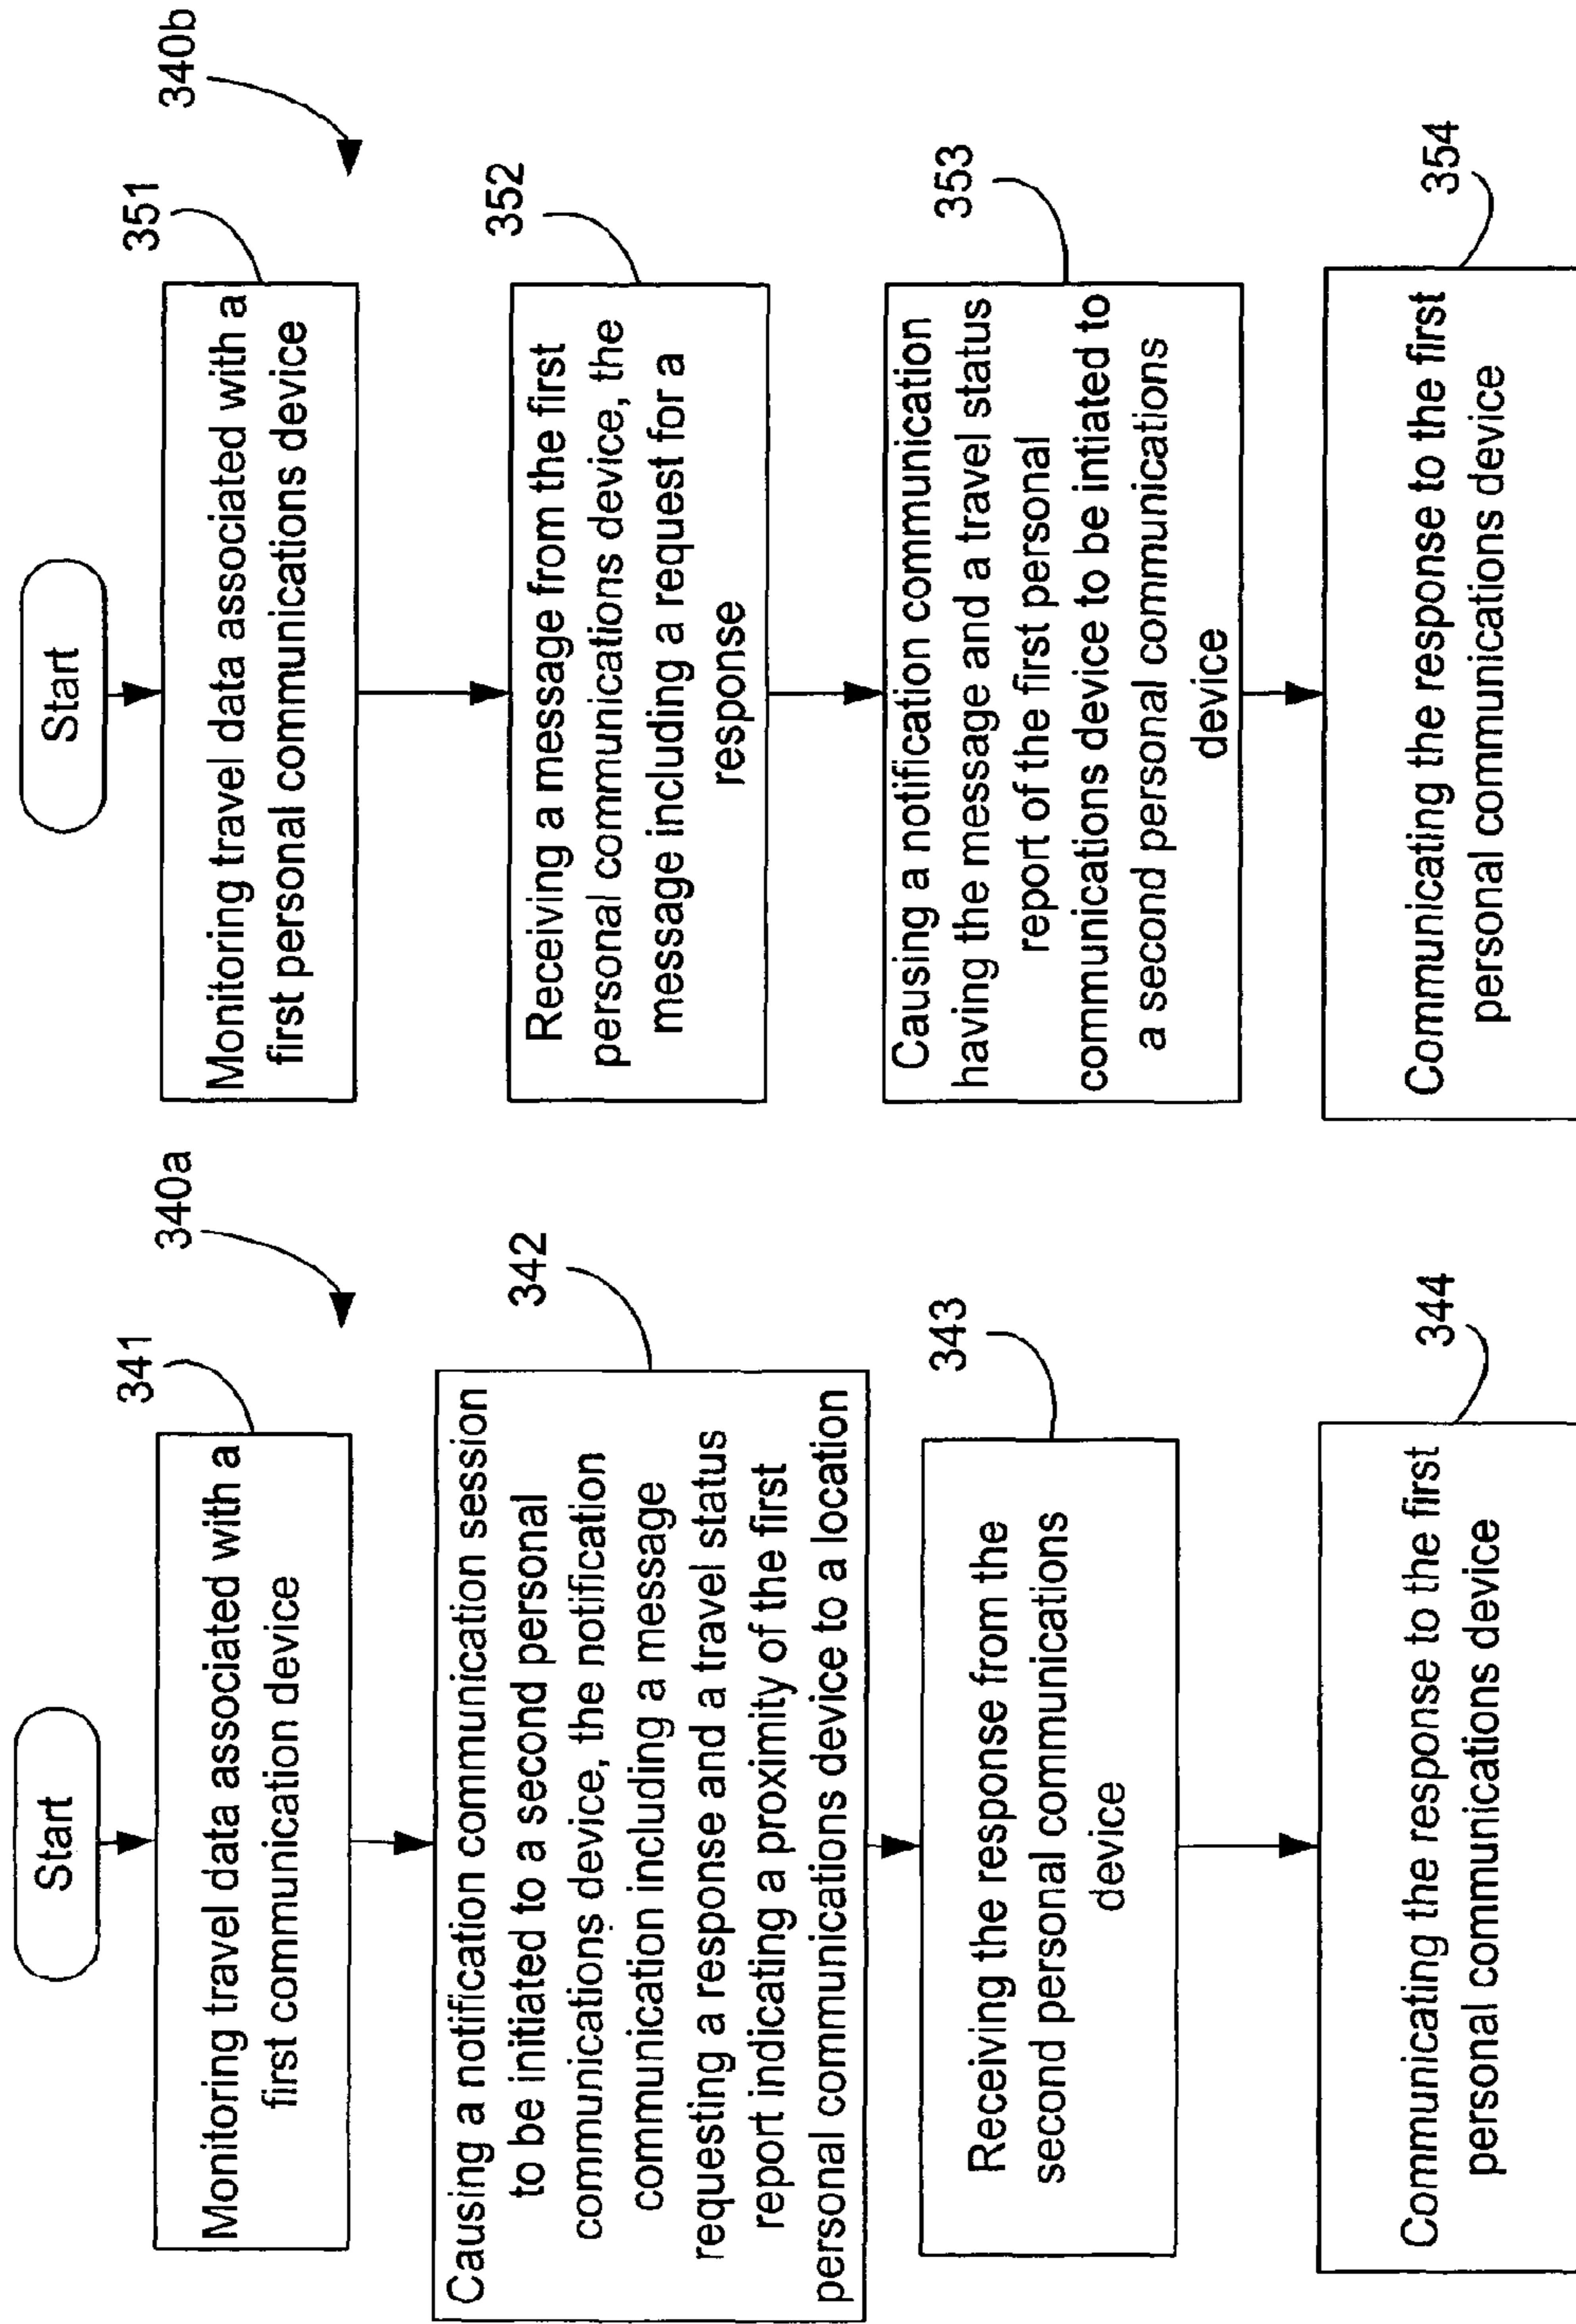 Start
340a
341
Monitoring travel data associated with a
first communication device
342
Causing a notification communication session
to be initiated to a second personal
communications device, the notification
communication including a message
requesting a response and a travel status
report indicating a proximity of the first
personal communications device to a location
343
Receiving the response from the
second personal communications
device
344
Communicating the response to the first
personal communications device
Start
340b
351
Monitoring travel data associated with a
first personal communications device
352
Receiving a message from the first
personal communications device, the
message including a request for a
response
353
Causing a notification communication
having the message and a travel status
report of the first personal
communications device to be intiated to
a second personal communications
device
354
Communicating the response to the first
personal communications device